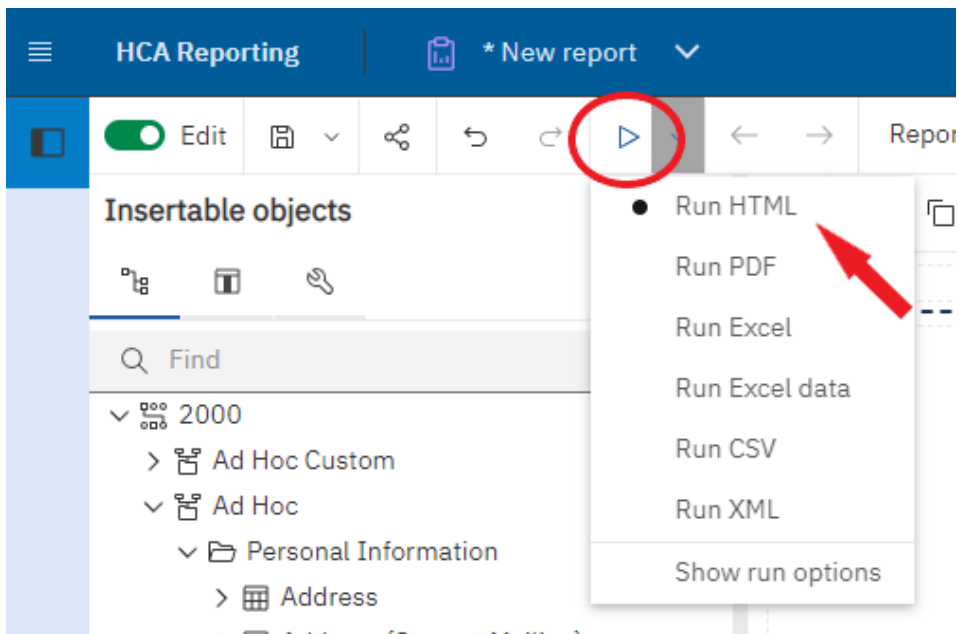 HCA Reporting
* New report
Edit
Repor
Insertable objects
Run HTML
Run PDF
Run Excel
Run Excel data
Run CSV
Run XML
Show run options
Find
2000
Ad Hoc Custom
Ad Hoc
Personal Information
Address